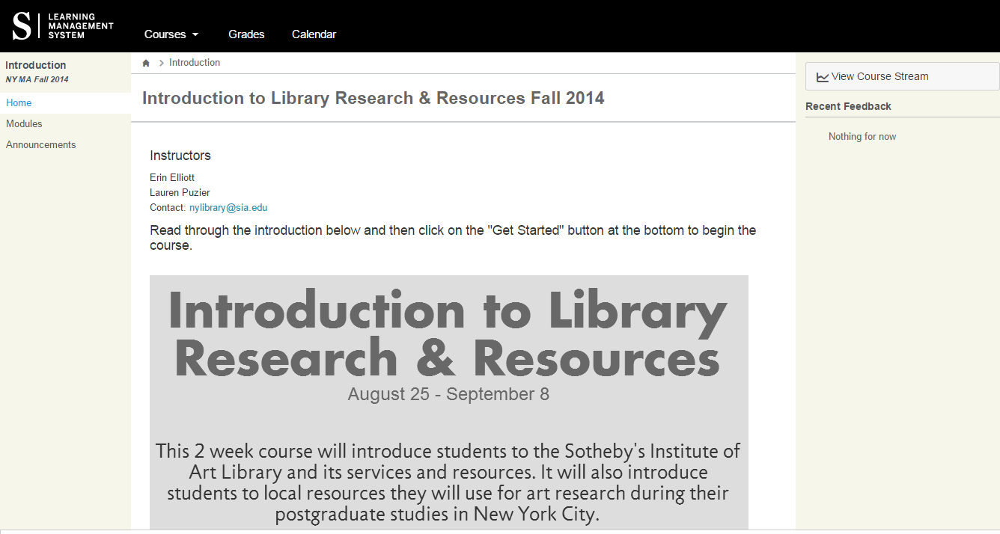 S
LEARNING
MANAGEMENT
SYSTEM
Courses
Grades
Calendar
Introduction
NY MA Fall 2014
Home
Modules
Announcements
Introduction
Introduction to Library Research & Resources Fall 2014
Instructors
Erin Elliott
Lauren Puzier
Contact: nylibrary@sia.edu
Read through the introduction below and then click on the "Get Started" button at the bottom to begin the
course.
Introduction to Library
Research & Resources
August 25 - September 8
This 2 week course will introduce students to the Sotheby's Institute of
Art Library and its services and resources. It will also introduce
students to local resources they will use for art research during their
postgraduate studies in New York City.
View Course Stream
Recent Feedback
Nothing for now